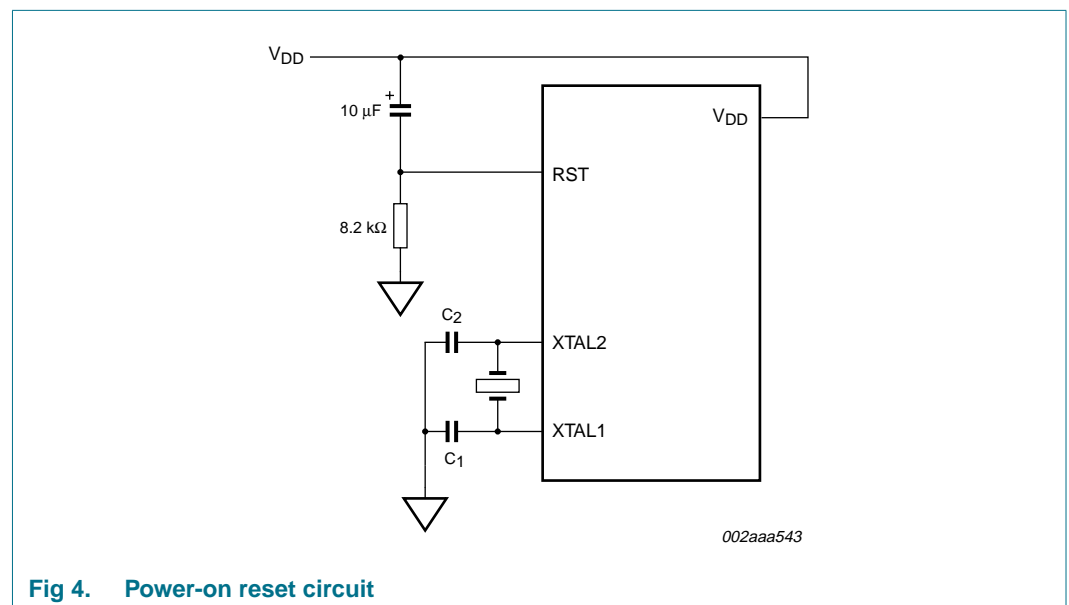 VDD
+
10 μF
VDD
RST
8.2 kΩ
C2
XTAL2
XTAL1
C1
002aaa543
Fig 4. Power-on reset circuit